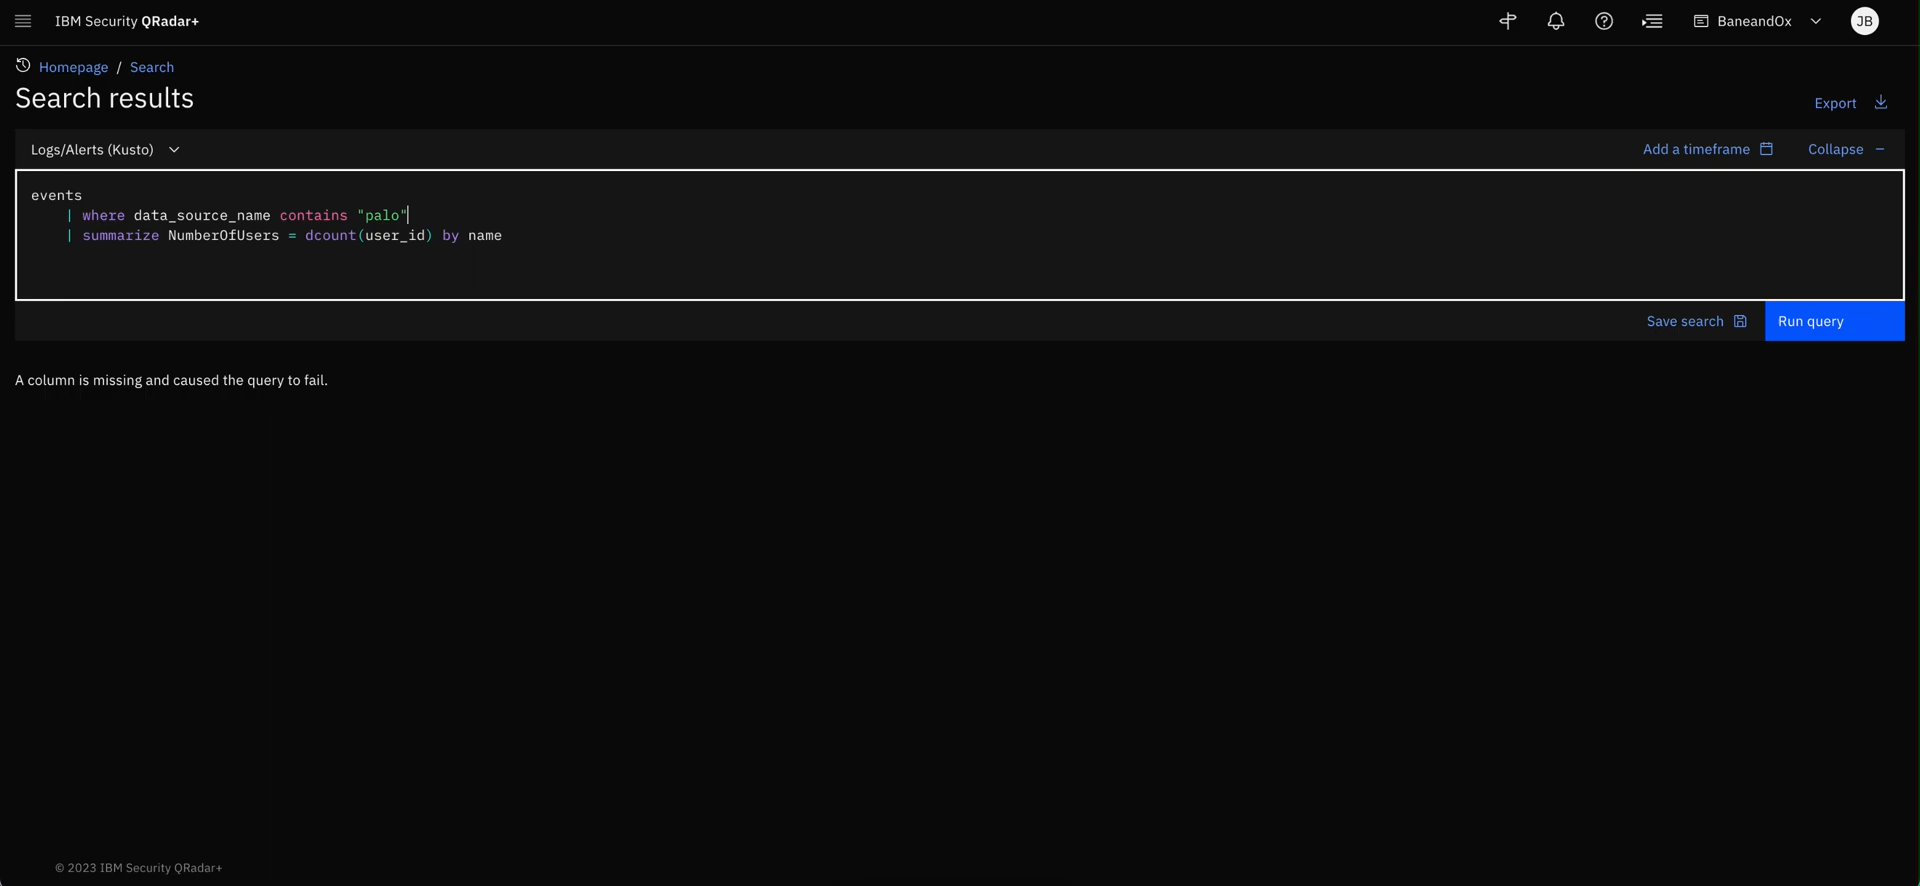 IBM Security QRadar+
BaneandOx
JB
Homepage / Search
Search results
Export
Logs/Alerts (Kusto)
Add a timeframe
Collapse
events
| where data_source_name contains "palo"
| summarize NumberOfUsers = dcount(user_id) by name
Save search
Run query
A column is missing and caused the query to fail.
© 2023 IBM Security QRadar+